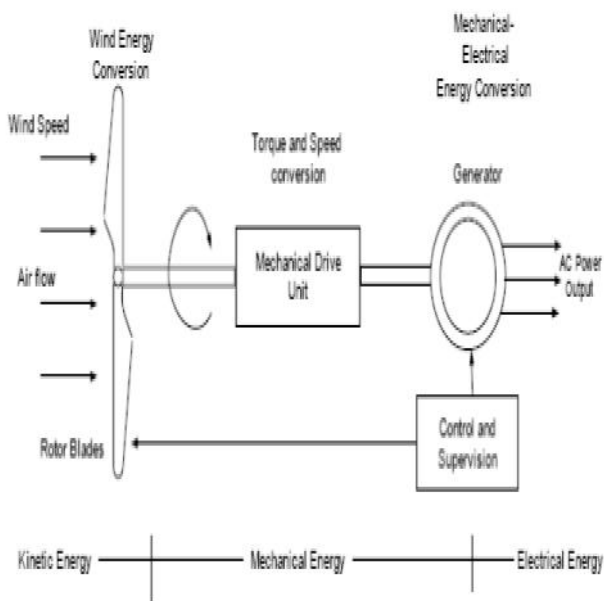 Mechanical-
Electrical
Energy Conversion
Wind Energy
Conversion
Wind Speed
Torque and Speed
conversion
Generator
Air flow
Mechanical Drive
Unit
AC Power
Output
Rotor Blades
Control and
Supervision
Kinetic Energy
Mechanical Energy
Electrical Energy